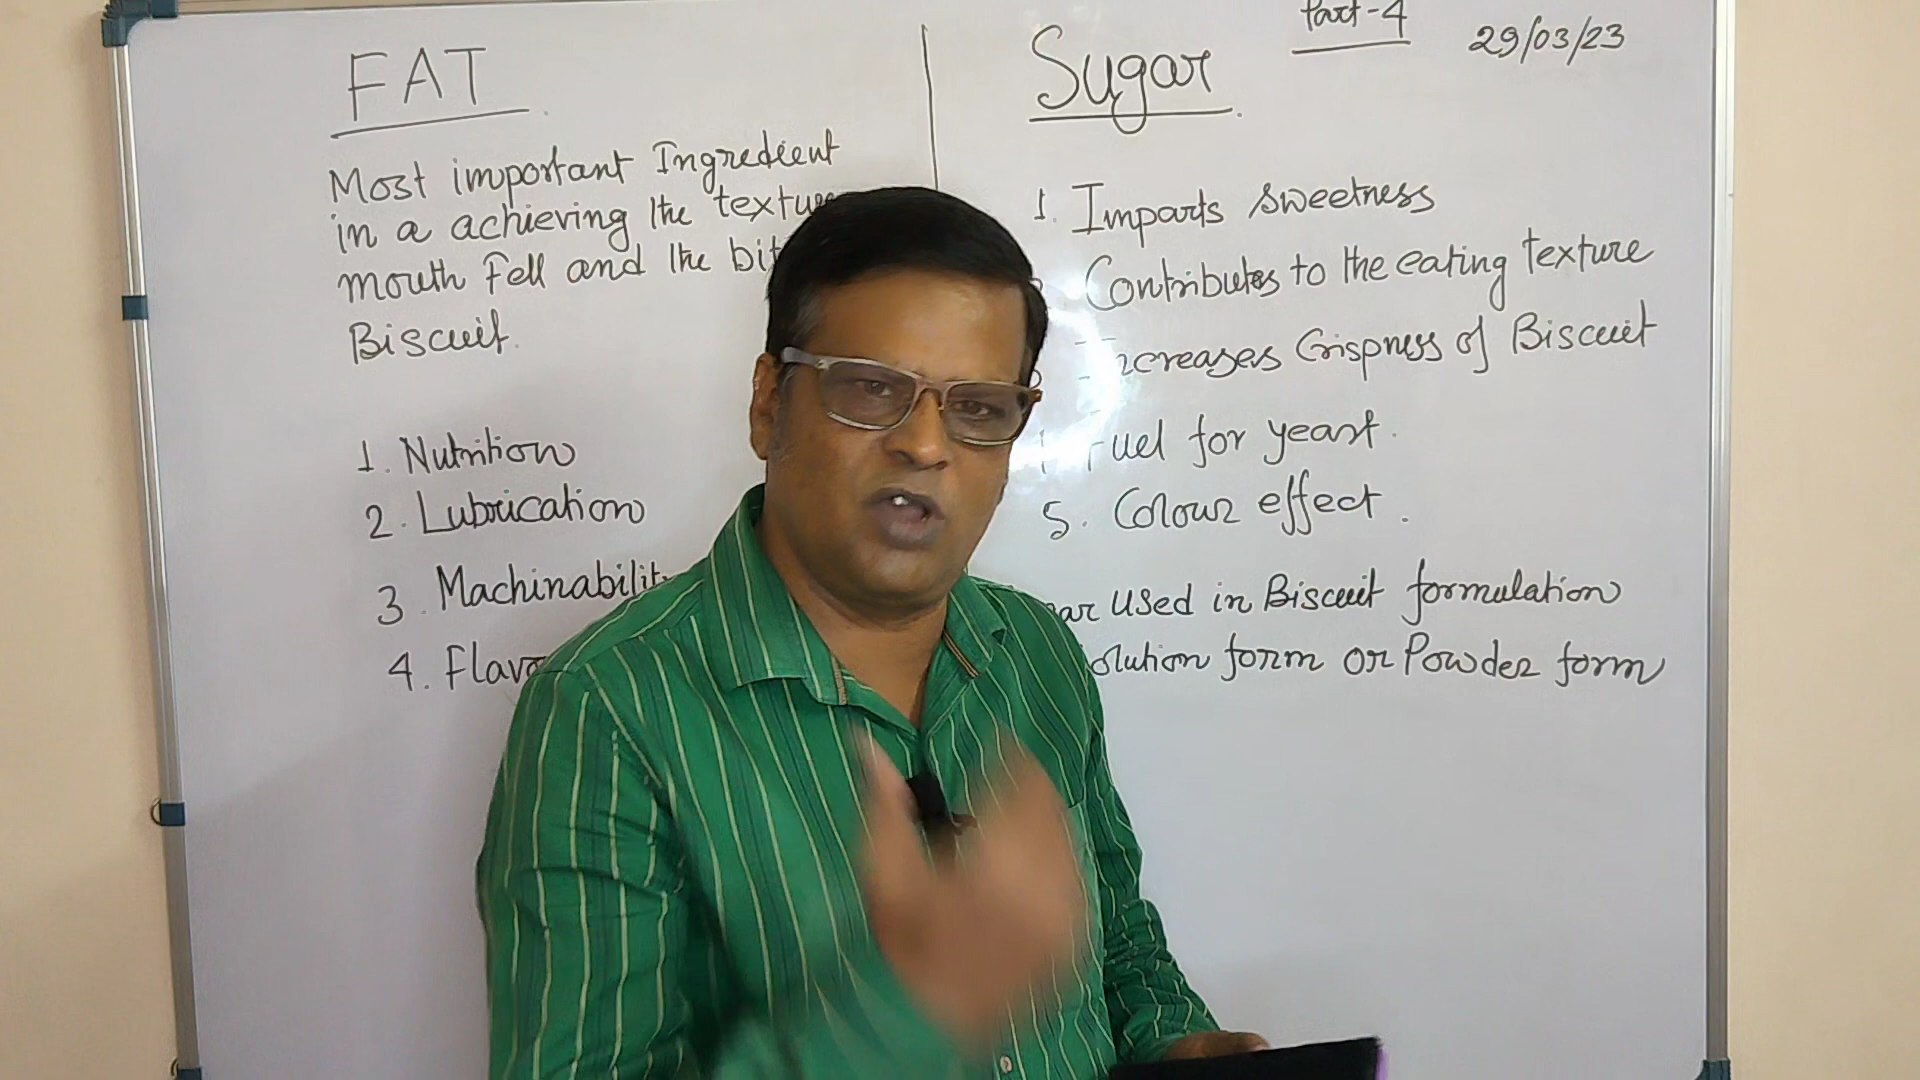 FAT
Most important Ingredient
in a achieving the texture
mouth Fell and the
Biscuit.
1. Nutrition
2. Lubrication
3. Machinability
4.
Part-4
29/03/23
Sugar
1. Imparts sweetness
Contributes to the eating texture
Increases Crispness of Biscuit
Fuel for yeast.
5. Colour effect.
used in Biscuit formulation
form or Powder form